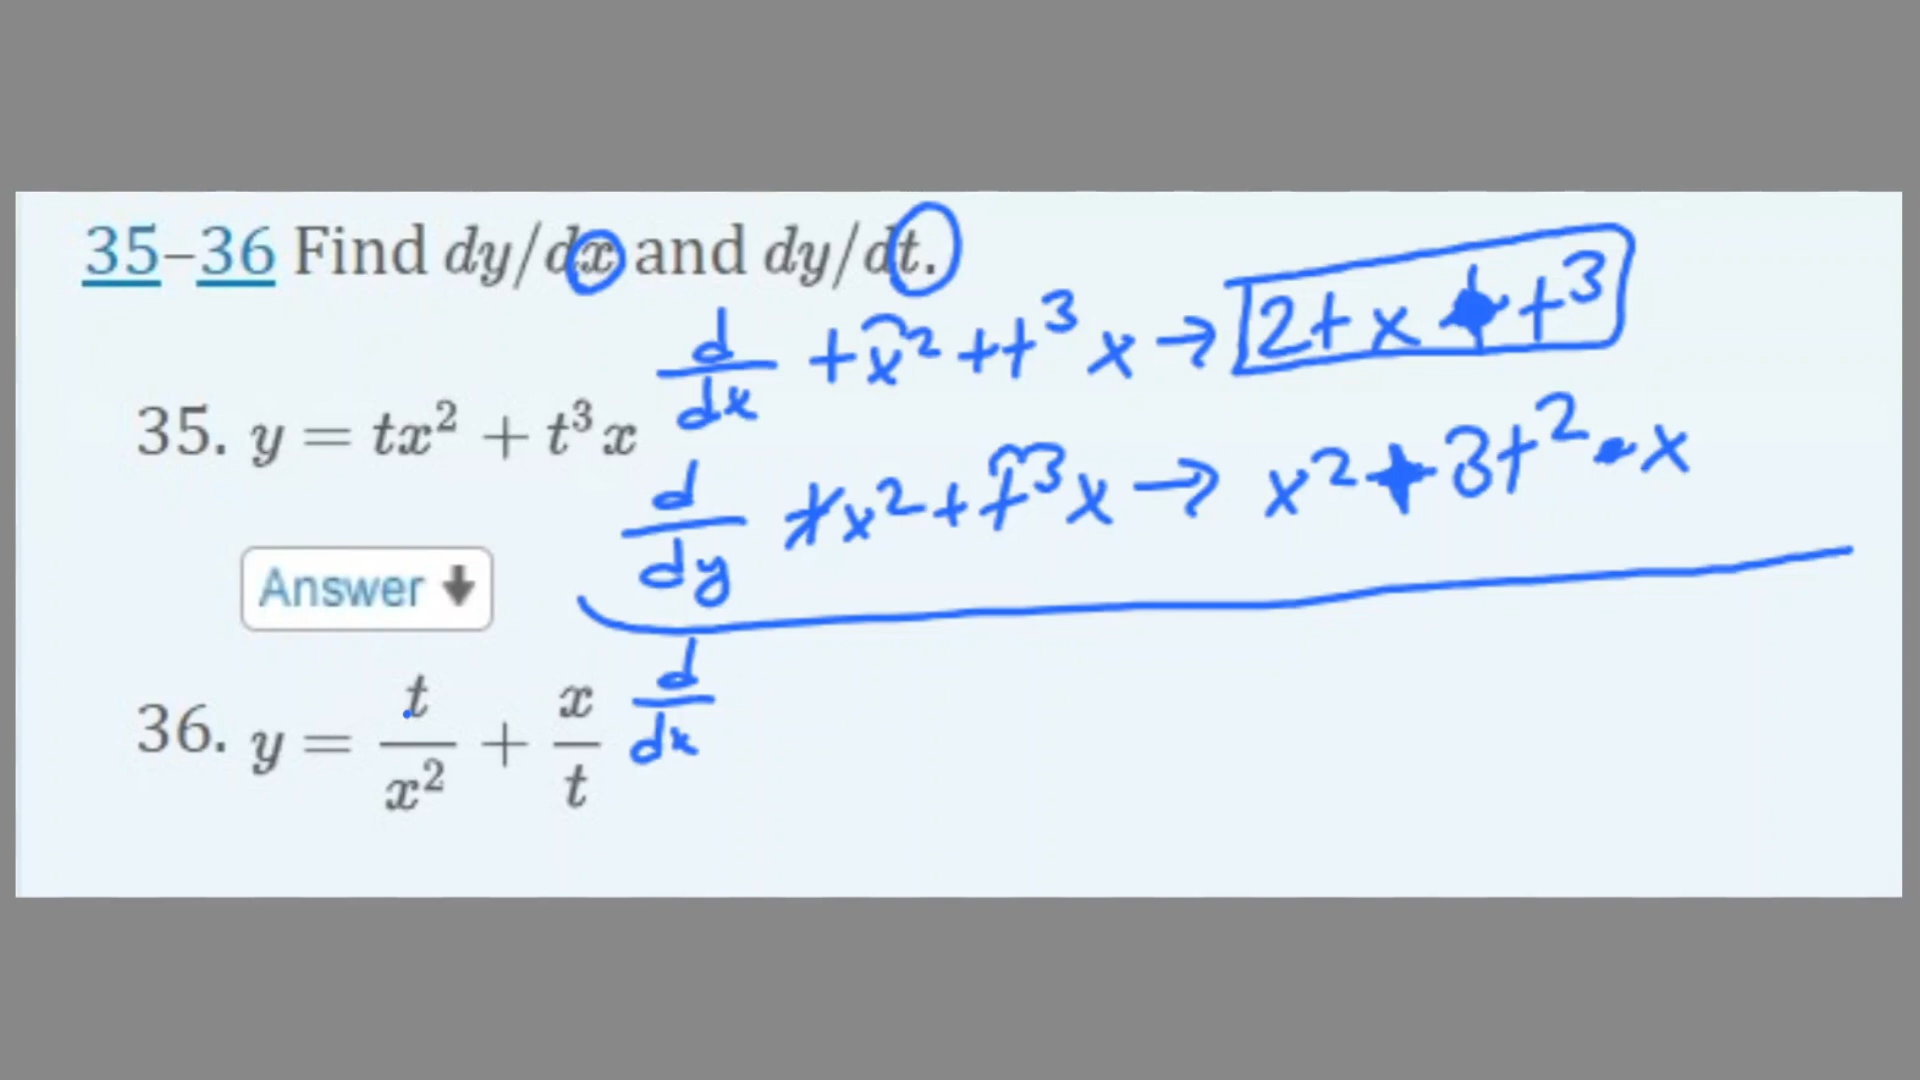 35–36 Find dy/dx and dy/dt.
d/dx tx² + t³x → 2tx + t³
35. y = tx² + t³x
d/dy tx² + t³x → x² + 3t² · x
Answer ↓
36. y = t/x² + x/t d/dx